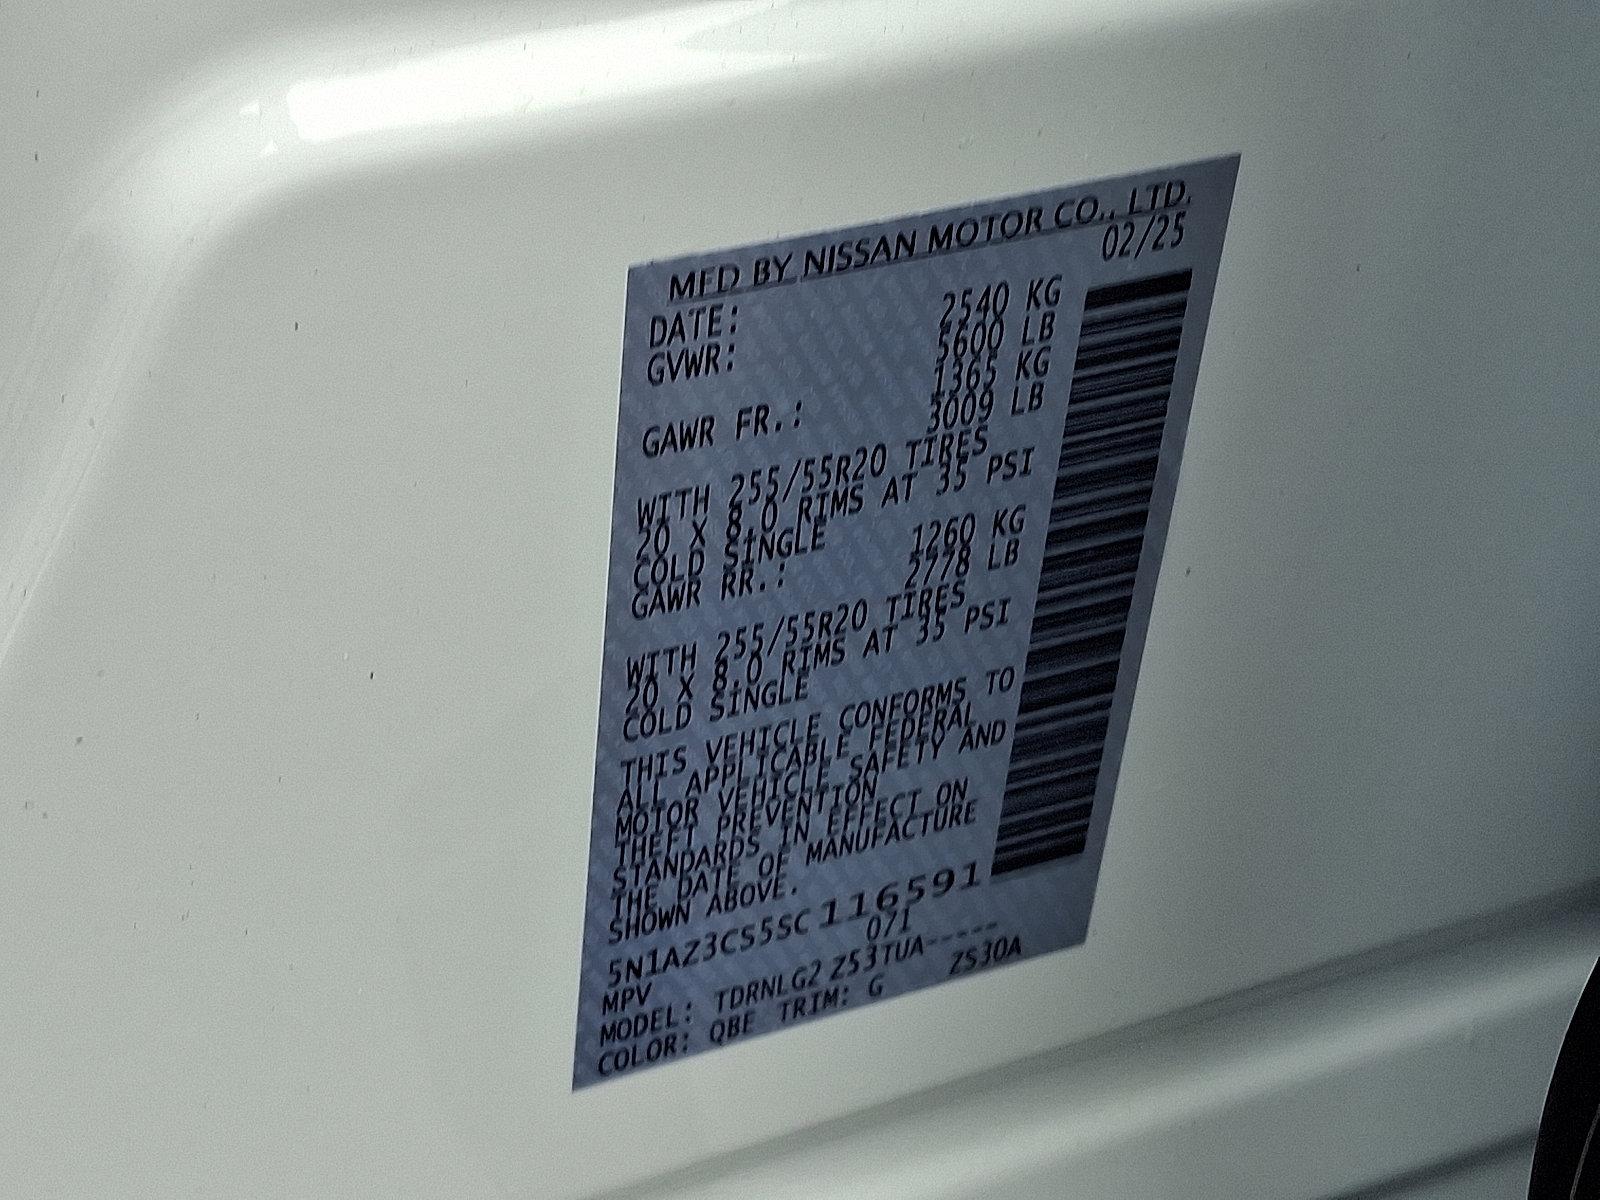 MFD BY NISSAN MOTOR CO., LTD.
DATE: 02/25
GVWR: 2540 KG
5600 LB
GAWR FR.: 1365 KG
3009 LB
WITH 255/55R20 TIRES
20 X 8.0 RIMS AT 35 PSI
COLD SINGLE
GAWR RR.: 1260 KG
2778 LB
WITH 255/55R20 TIRES
20 X 8.0 RIMS AT 35 PSI
COLD SINGLE
THIS VEHICLE CONFORMS TO
ALL APPLICABLE FEDERAL
MOTOR VEHICLE SAFETY AND
THEFT PREVENTION
STANDARDS IN EFFECT ON
THE DATE OF MANUFACTURE
SHOWN ABOVE.
5N1AZ3CS5SC116591
MPV 071
MODEL: TDRNLG2 Z53TUA-----
COLOR: QBE TRIM: G ZS30A